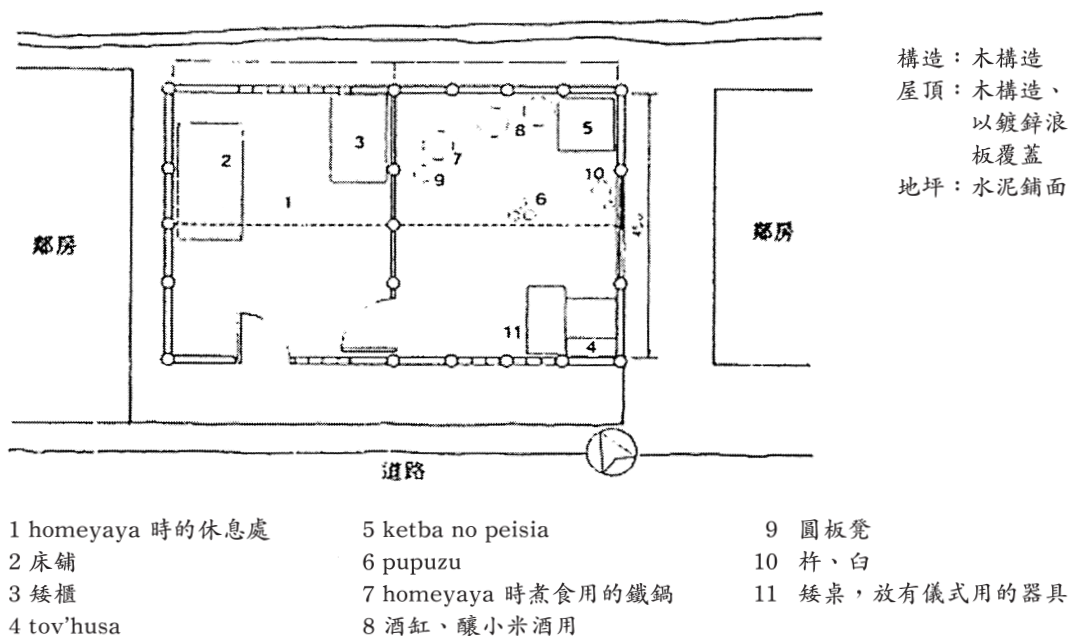 構造：木構造
屋頂：木構造、
以鍍鋅浪
板覆蓋
地坪：水泥鋪面
鄰房
鄰房
1
2
3
4
5
6
7
8
9
10
11
道路
1 homeyaya 時的休息處
2 床舖
3 矮櫃
4 tov'husa
5 ketba no peisia
6 pupuzu
7 homeyaya 時煮食用的鐵鍋
8 酒缸、釀小米酒用
9 圓板凳
10 杵、臼
11 矮桌，放有儀式用的器具